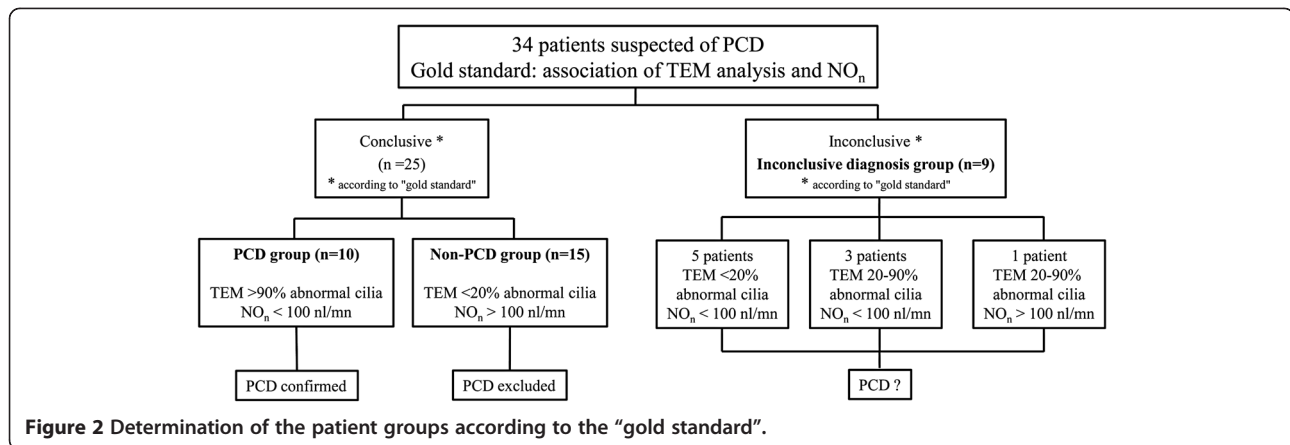 34 patients suspected of PCD
Gold standard: association of TEM analysis and NOn
Conclusive *
(n =25)
* according to "gold standard"
Inconclusive *
Inconclusive diagnosis group (n=9)
* according to "gold standard"
PCD group (n=10)
TEM >90% abnormal cilia
NOn < 100 nl/mn
Non-PCD group (n=15)
TEM <20% abnormal cilia
NOn > 100 nl/mn
5 patients
TEM <20%
abnormal cilia
NOn < 100 nl/mn
3 patients
TEM 20-90%
abnormal cilia
NOn < 100 nl/mn
1 patient
TEM 20-90%
abnormal cilia
NOn > 100 nl/mn
PCD confirmed
PCD excluded
PCD ?
Figure 2 Determination of the patient groups according to the “gold standard”.